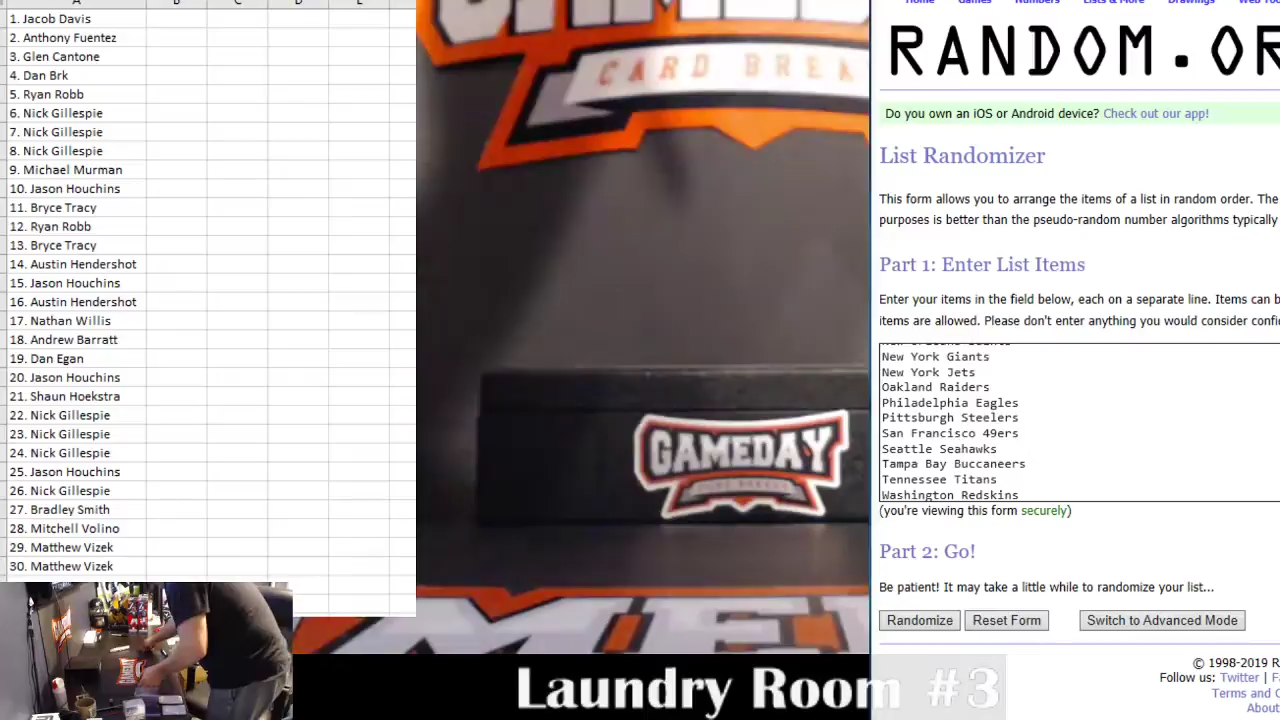 A B C D E
1. Jacob Davis
2. Anthony Fuentez
3. Glen Cantone
4. Dan Brk
5. Ryan Robb
6. Nick Gillespie
7. Nick Gillespie
8. Nick Gillespie
9. Michael Murman
10. Jason Houchins
11. Bryce Tracy
12. Ryan Robb
13. Bryce Tracy
14. Austin Hendershot
15. Jason Houchins
16. Austin Hendershot
17. Nathan Willis
18. Andrew Barratt
19. Dan Egan
20. Jason Houchins
21. Shaun Hoekstra
22. Nick Gillespie
23. Nick Gillespie
24. Nick Gillespie
25. Jason Houchins
26. Nick Gillespie
27. Bradley Smith
28. Mitchell Volino
29. Matthew Vizek
30. Matthew Vizek
CARD BREA
GAMEDAY
Laundry Room #3
Home Games Numbers Lists & More Drawings Web Too
RANDOM.OR
Do you own an iOS or Android device? Check out our app!
List Randomizer
This form allows you to arrange the items of a list in random order. The
purposes is better than the pseudo-random number algorithms typically
Part 1: Enter List Items
Enter your items in the field below, each on a separate line. Items can b
items are allowed. Please don't enter anything you would consider confi
New Orleans Saints
New York Giants
New York Jets
Oakland Raiders
Philadelphia Eagles
Pittsburgh Steelers
San Francisco 49ers
Seattle Seahawks
Tampa Bay Buccaneers
Tennessee Titans
Washington Redskins
(you're viewing this form securely)
Part 2: Go!
Be patient! It may take a little while to randomize your list...
Randomize Reset Form Switch to Advanced Mode
© 1998-2019 R
Follow us: Twitter | F
Terms and C
About